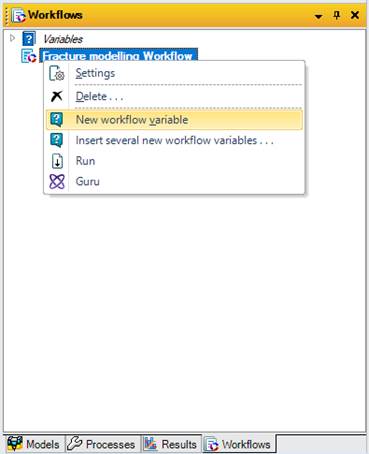 Workflows
Variables
Fracture modelling Workflow
Settings
Delete . . .
New workflow variable
Insert several new workflow variables . . .
Run
Guru
Models Processes Results Workflows